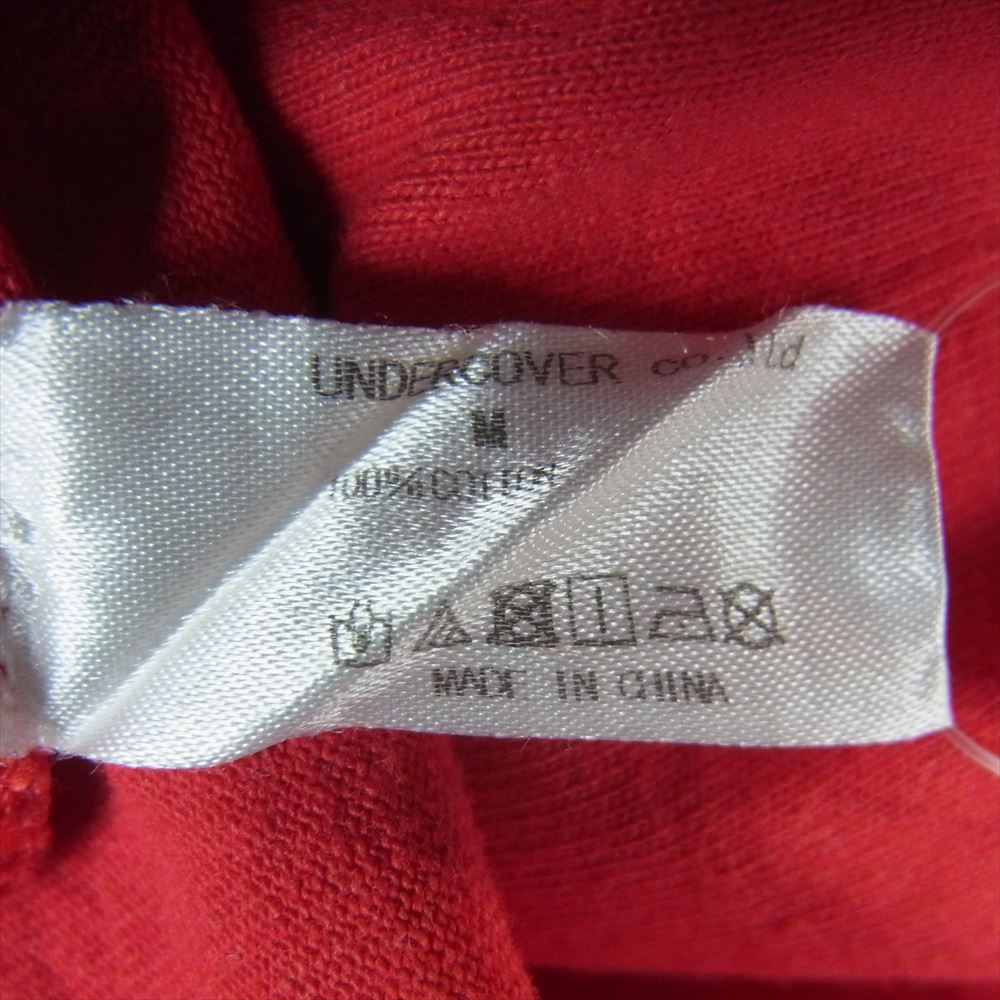 UNDERCOVER co.,ltd
M
100%COTTON
MADE IN CHINA